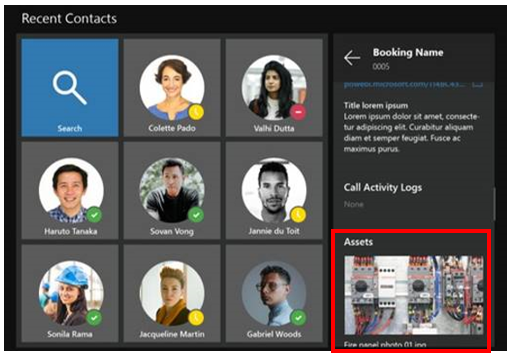 Recent Contacts
Search
Colette Pado
Valhi Dutta
Haruto Tanaka
Sovan Vong
Jannie du Toit
Sonila Rama
Jacqueline Martin
Gabriel Woods
Booking Name
0005
Title lorem ipsum
Lorem ipsum dolor sit amet, consecte-
tur adipiscing elit. Curabitur aliquam
diam et semper feugiat. Fusce ac
maximus purus.
Call Activity Logs
None
Assets
Fire panel photo 01.jpg